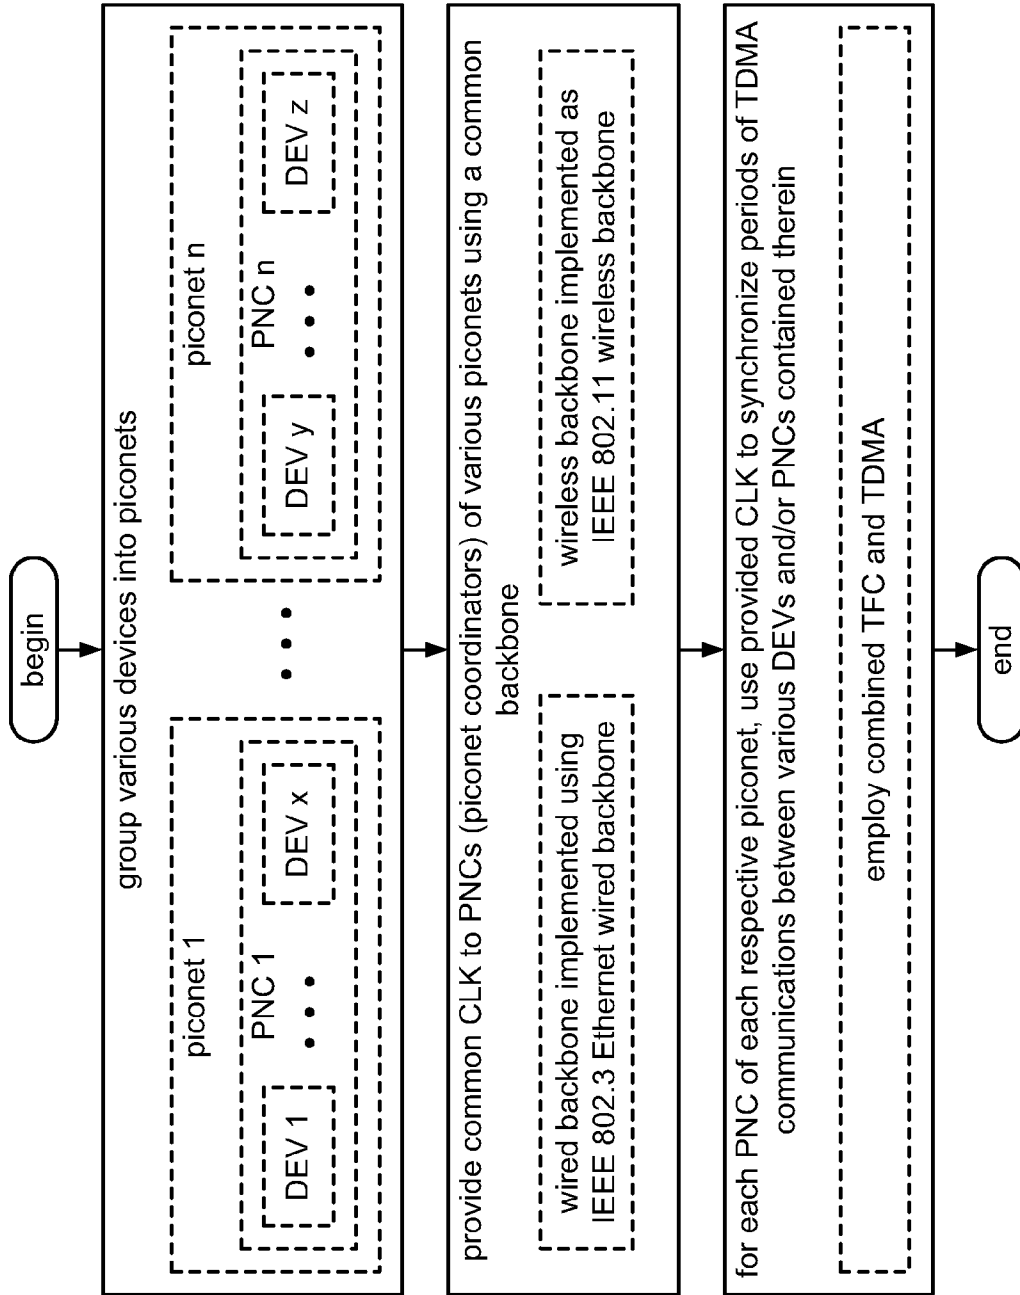 begin
group various devices into piconets
piconet 1
PNC 1
DEV 1
• • •
DEV x
• • •
piconet n
PNC n
DEV y
• • •
DEV z
provide common CLK to PNCs (piconet coordinators) of various piconets using a common
backbone
wired backbone implemented using
IEEE 802.3 Ethernet wired backbone
wireless backbone implemented as
IEEE 802.11 wireless backbone
for each PNC of each respective piconet, use provided CLK to synchronize periods of TDMA
communications between various DEVs and/or PNCs contained therein
employ combined TFC and TDMA
end